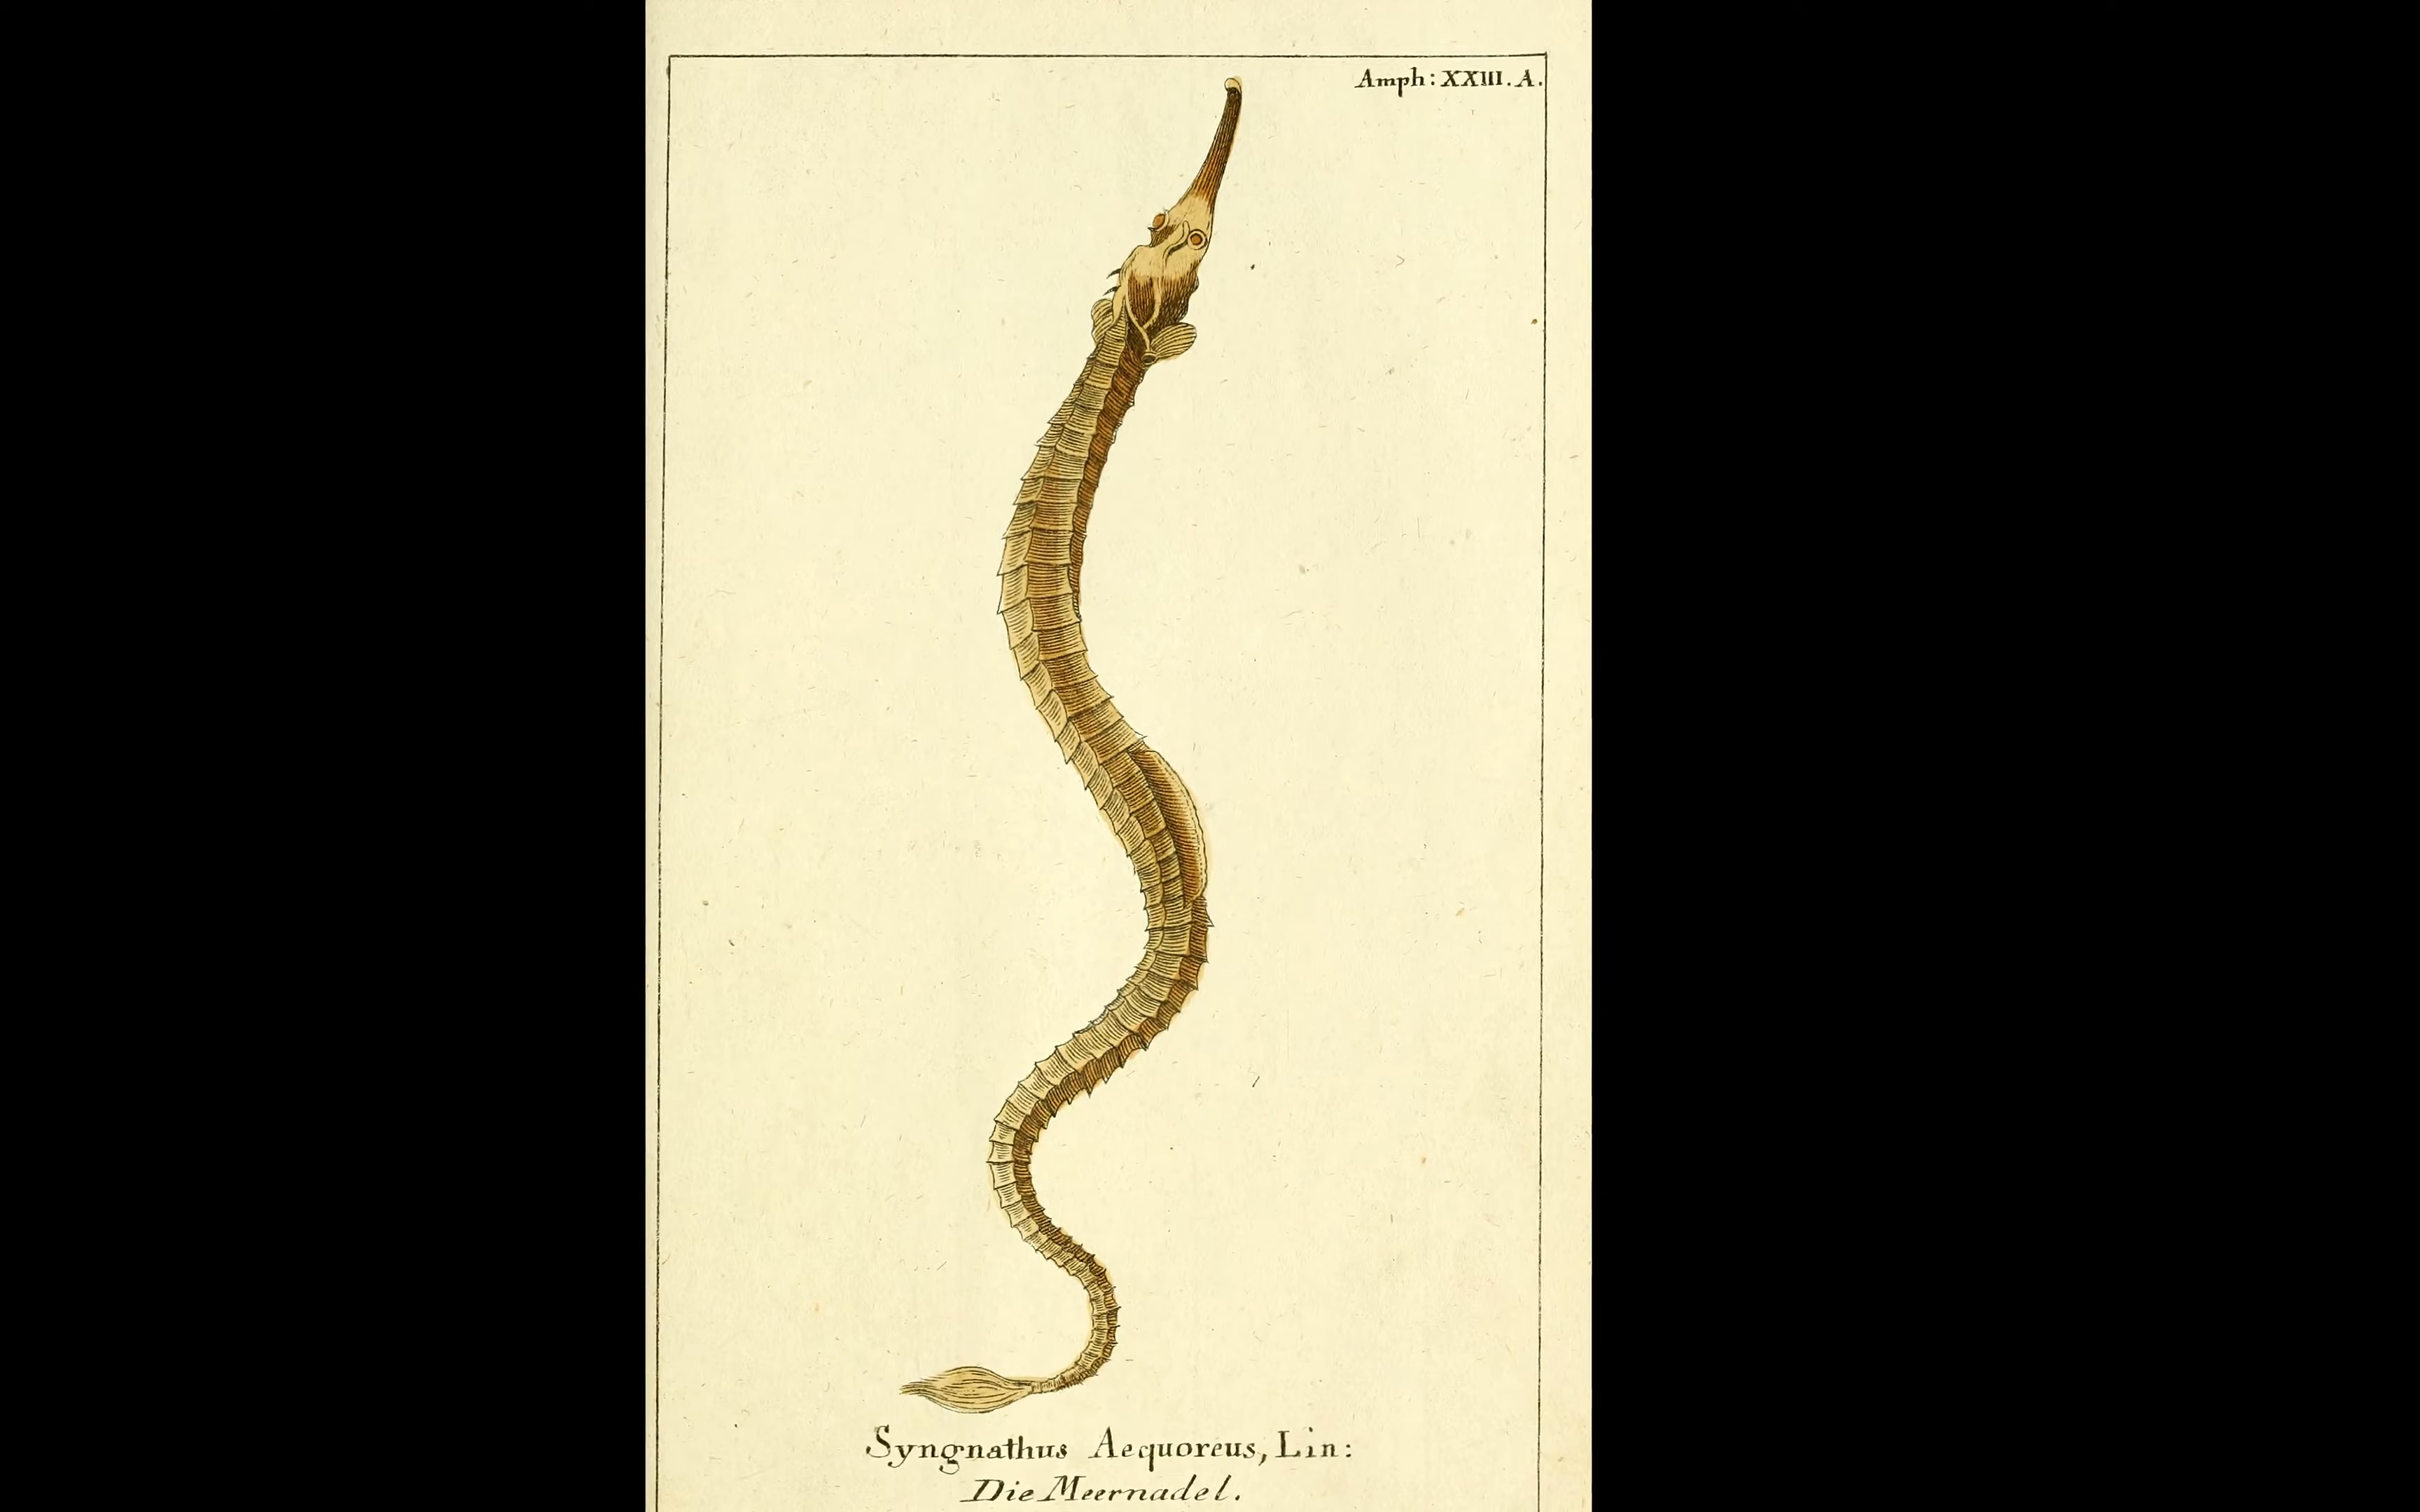 Amph: XXIII. A.
Syngnathus Aequoreus, Lin:
Die Meernadel.